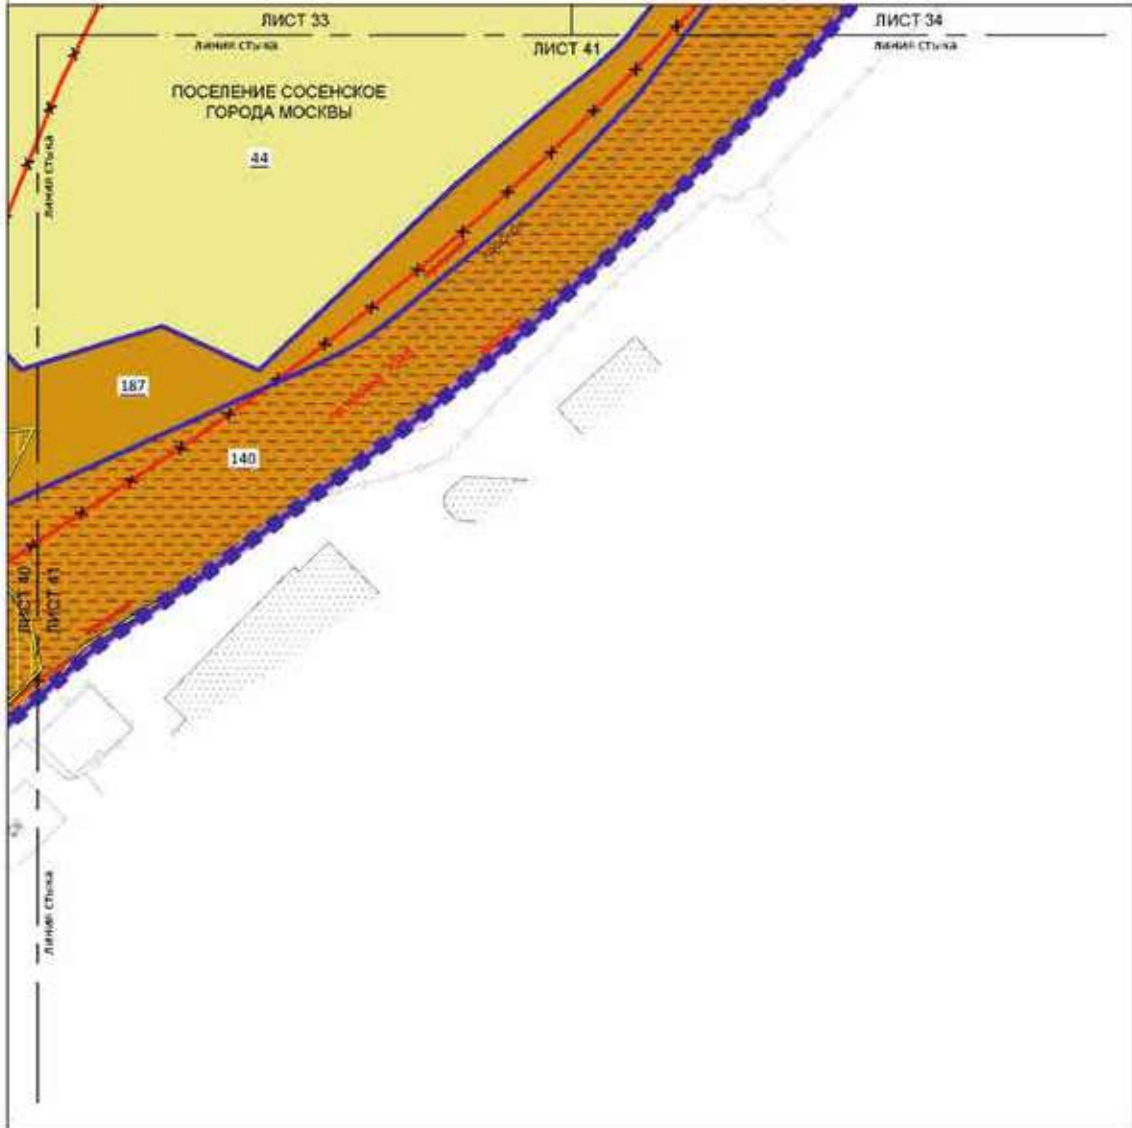 ЛИСТ 33
ЛИСТ 34
линия стыка
ЛИСТ 41
линия стыка
ПОСЕЛЕНИЕ СОСЕНСКОЕ
ГОРОДА МОСКВЫ
44
линия стыка
187
140
ЛИСТ 40
ЛИСТ 41
линия стыка